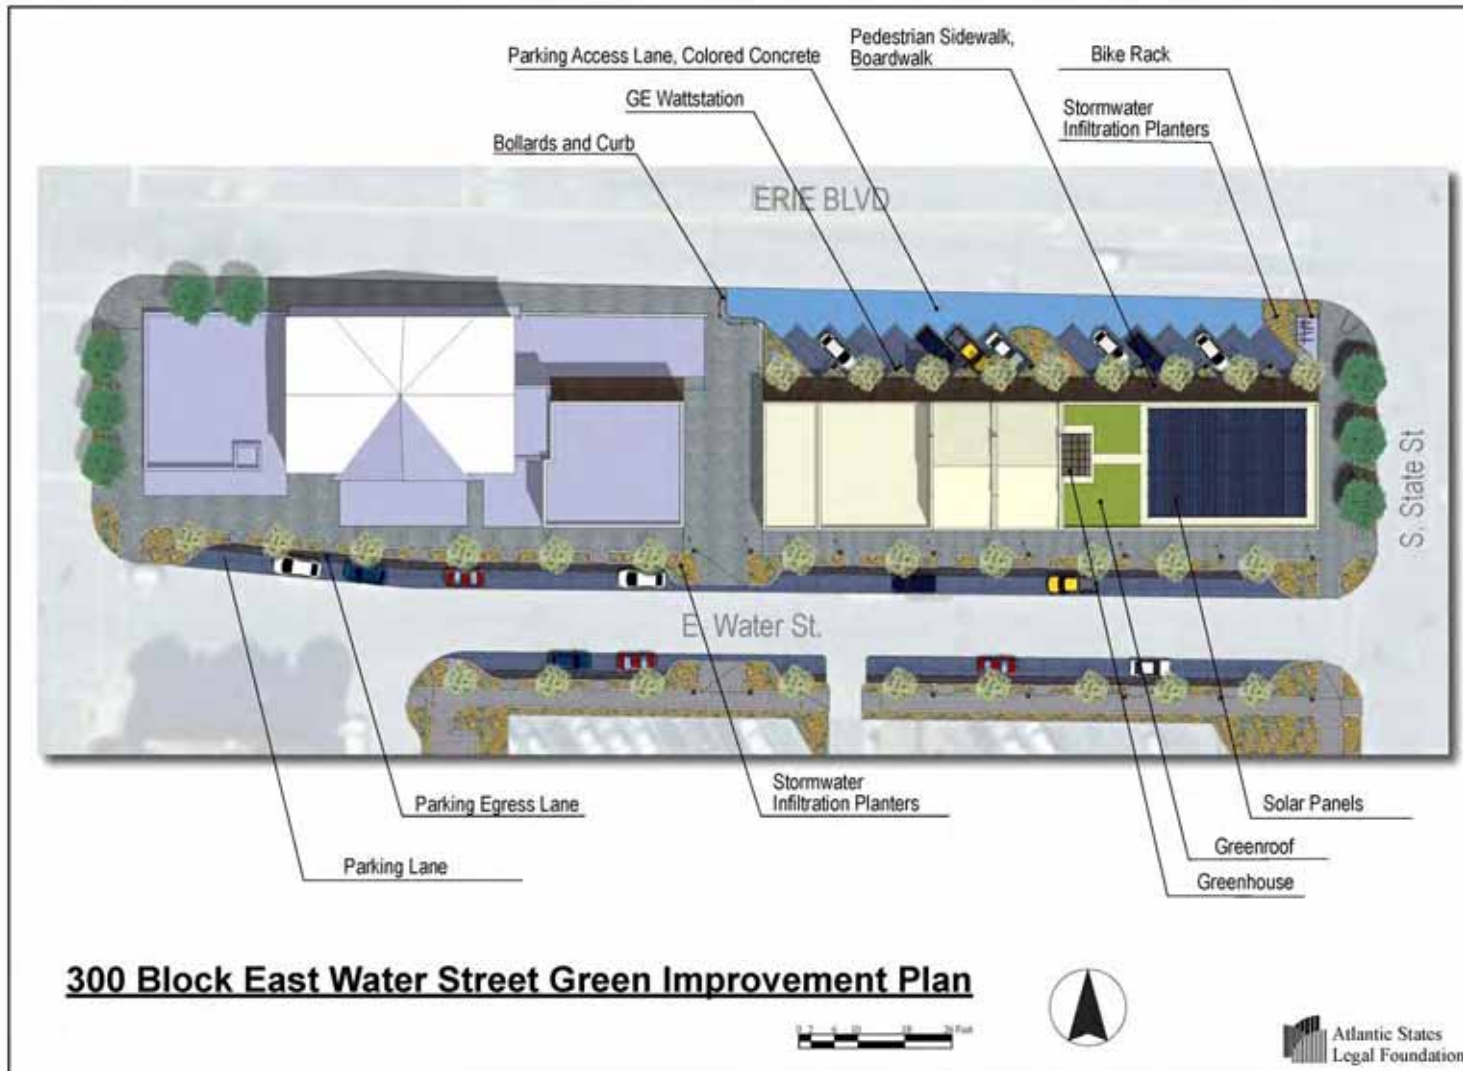 Pedestrian Sidewalk,
Boardwalk
Parking Access Lane, Colored Concrete
Bike Rack
GE Wattstation
Stormwater
Infiltration Planters
Bollards and Curb
ERIE BLVD
S. State St
E. Water St.
Stormwater
Infiltration Planters
Parking Egress Lane
Solar Panels
Parking Lane
Greenroof
Greenhouse
300 Block East Water Street Green Improvement Plan
Atlantic States
Legal Foundation